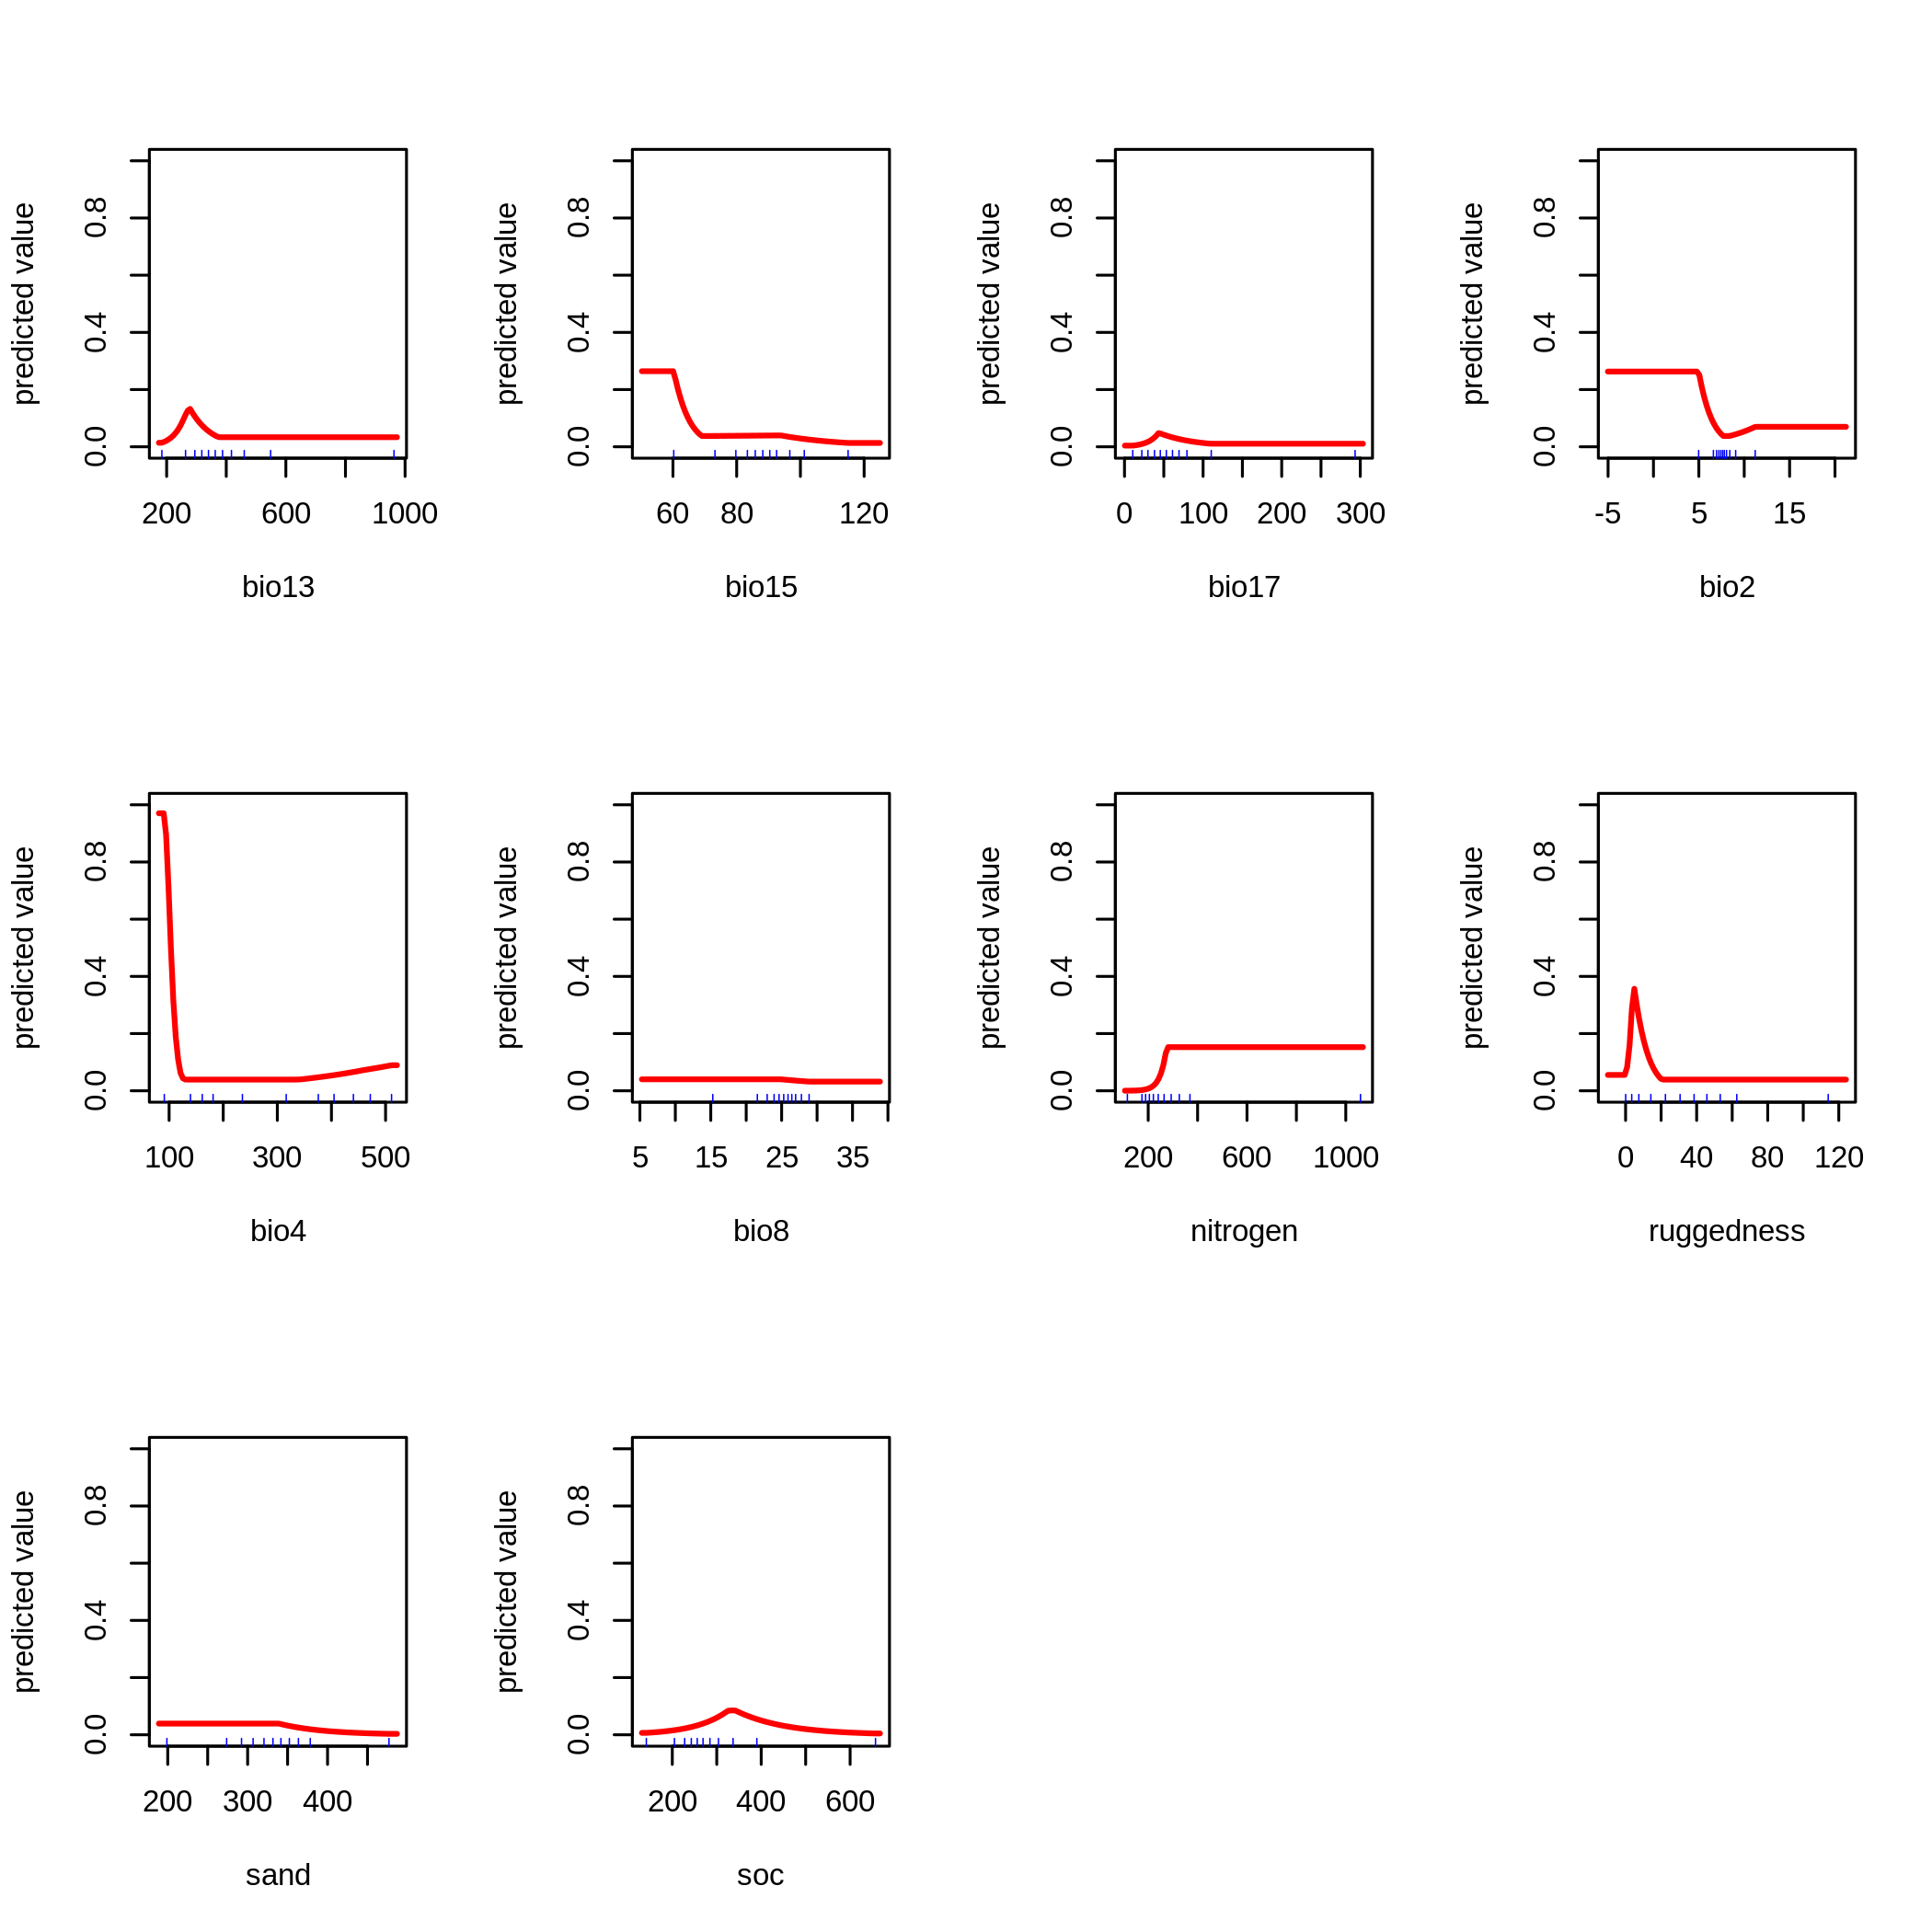 predicted value
0.0 0.4 0.8
200 600 1000
bio13
predicted value
0.0 0.4 0.8
60 80 120
bio15
predicted value
0.0 0.4 0.8
0 100 200 300
bio17
predicted value
0.0 0.4 0.8
-5 5 15
bio2
predicted value
0.0 0.4 0.8
100 300 500
bio4
predicted value
0.0 0.4 0.8
5 15 25 35
bio8
predicted value
0.0 0.4 0.8
200 600 1000
nitrogen
predicted value
0.0 0.4 0.8
0 40 80 120
ruggedness
predicted value
0.0 0.4 0.8
200 300 400
sand
predicted value
0.0 0.4 0.8
200 400 600
soc